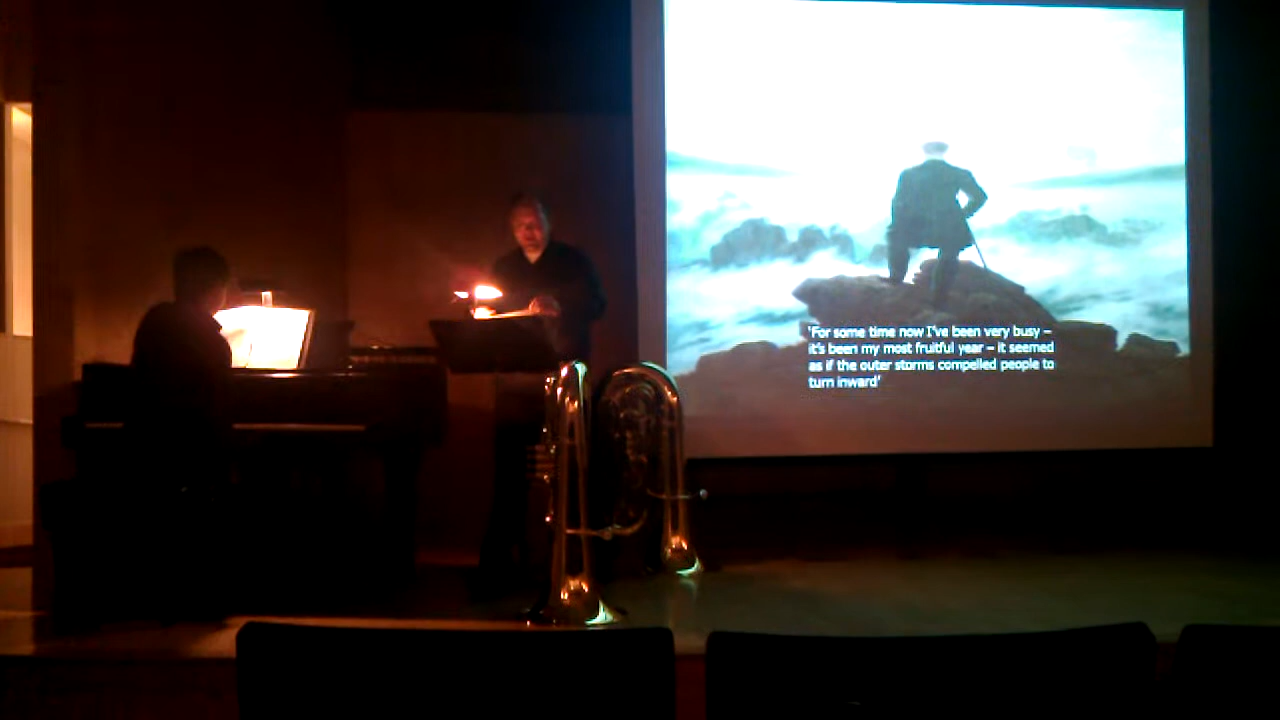 'For some time now I've been very busy –
it's been my most fruitful year – it seemed
as if the outer storms compelled people to
turn inward'